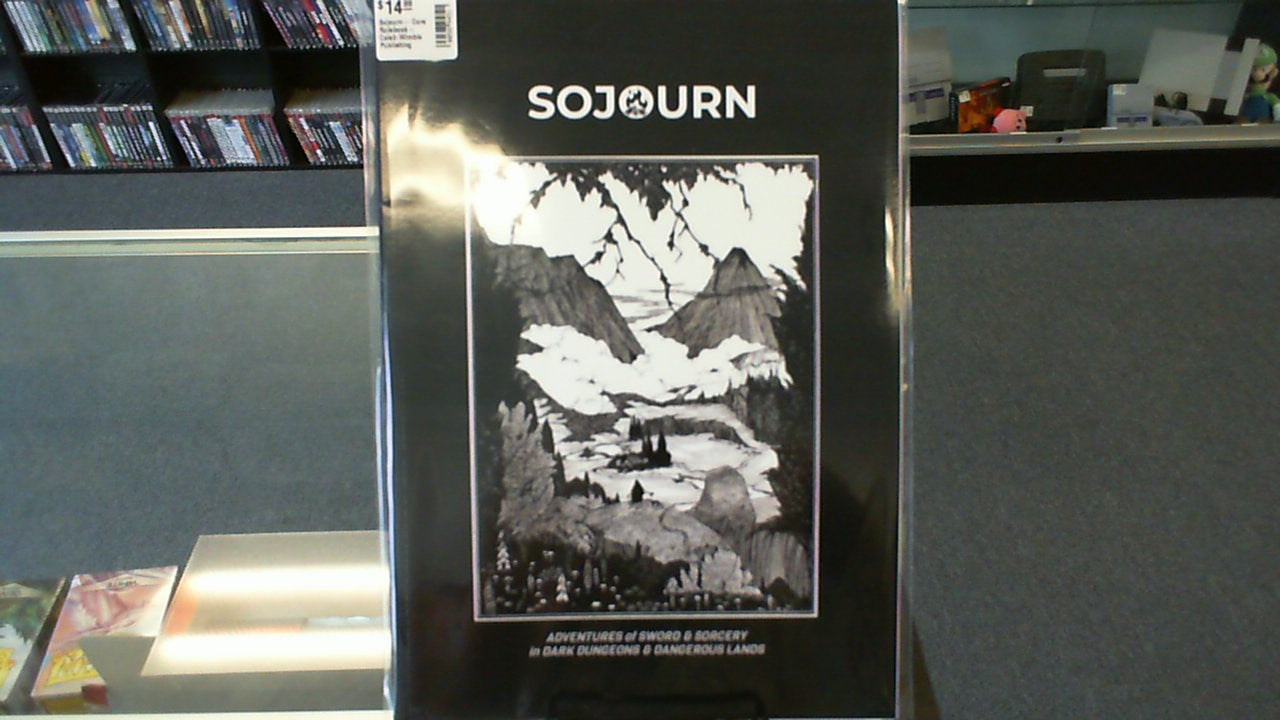 $14
Sojourn - Core
Rulebook -
Caleb Wimble
Publishing
SOJOURN
ADVENTURES of SWORD & SORCERY
in DARK DUNGEONS & DANGEROUS LANDS